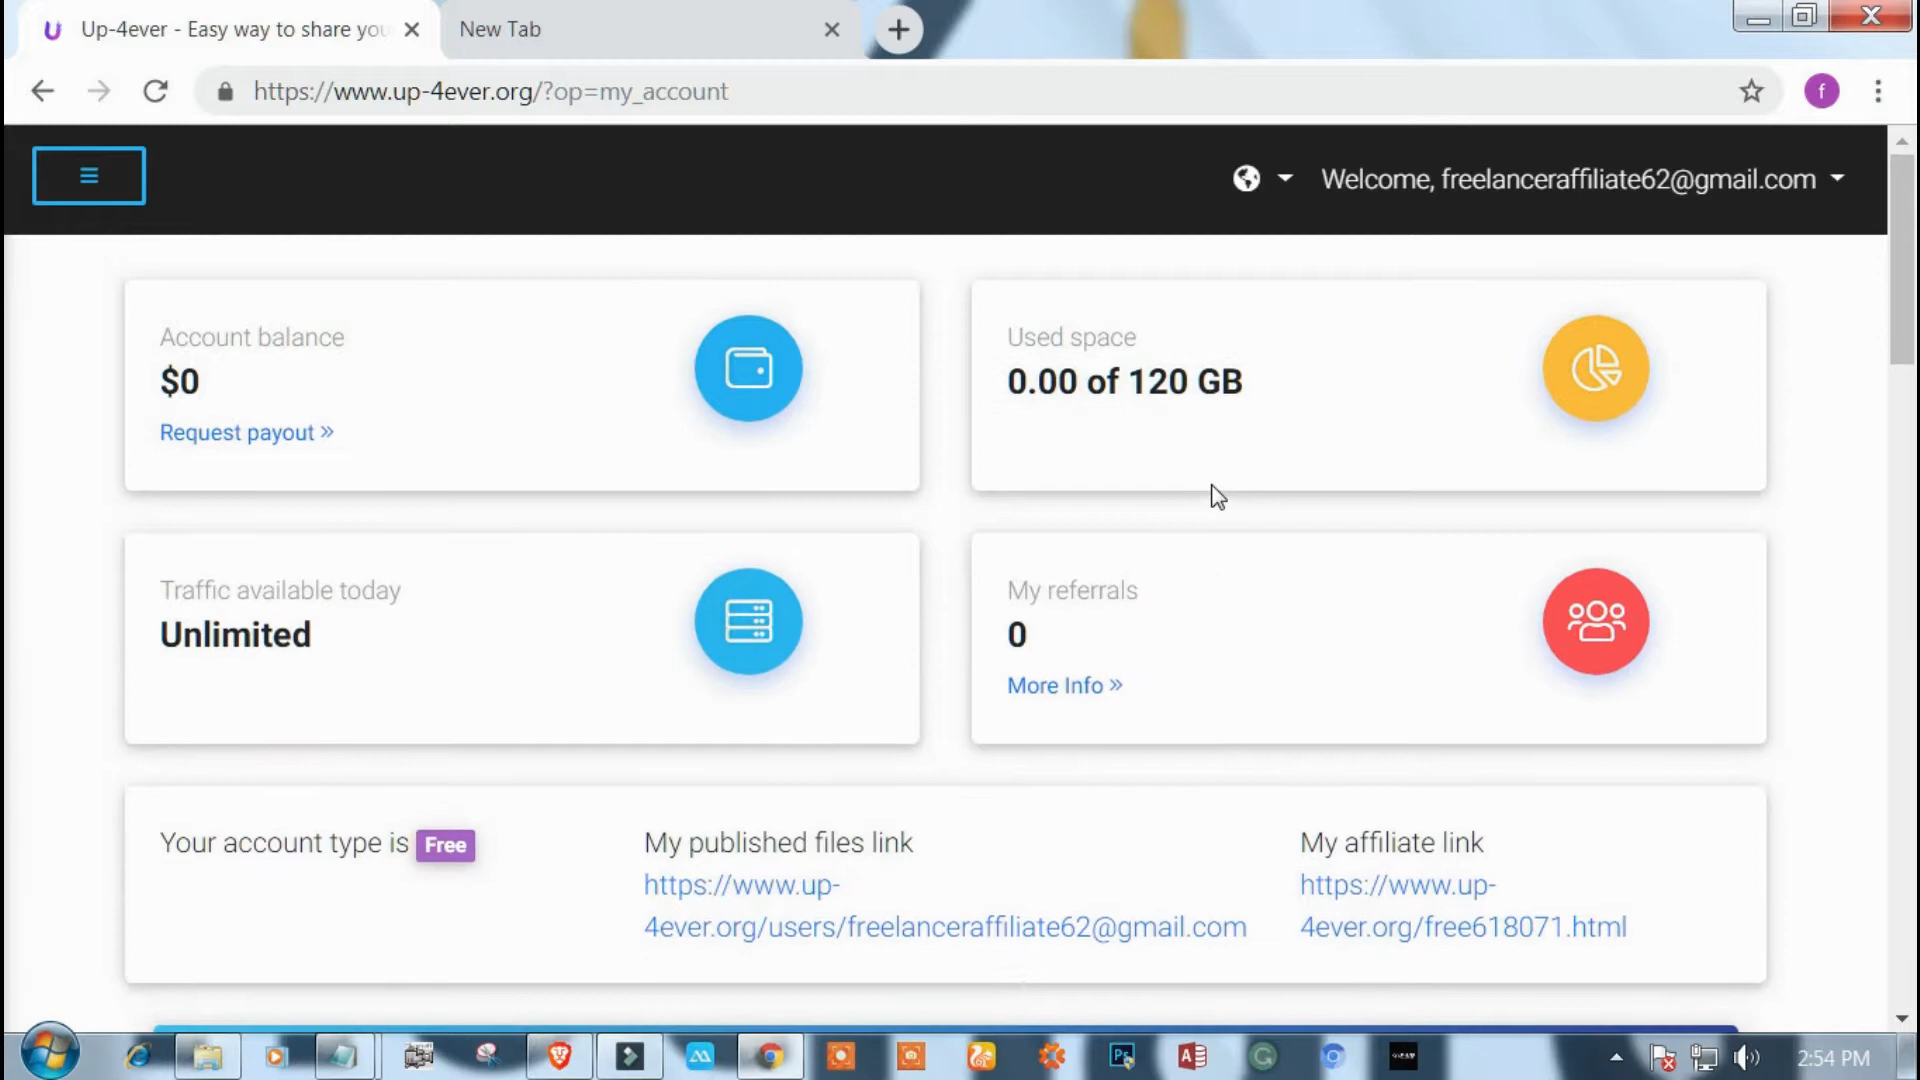 Up-4ever - Easy way to share you
New Tab
https://www.up-4ever.org/?op=my_account
f
Welcome, freelanceraffiliate62@gmail.com
Account balance
$0
Request payout »
Used space
0.00 of 120 GB
Traffic available today
Unlimited
My referrals
0
More Info »
Your account type is Free
My published files link
https://www.up-
4ever.org/users/freelanceraffiliate62@gmail.com
My affiliate link
https://www.up-
4ever.org/free618071.html
Ps
2:54 PM